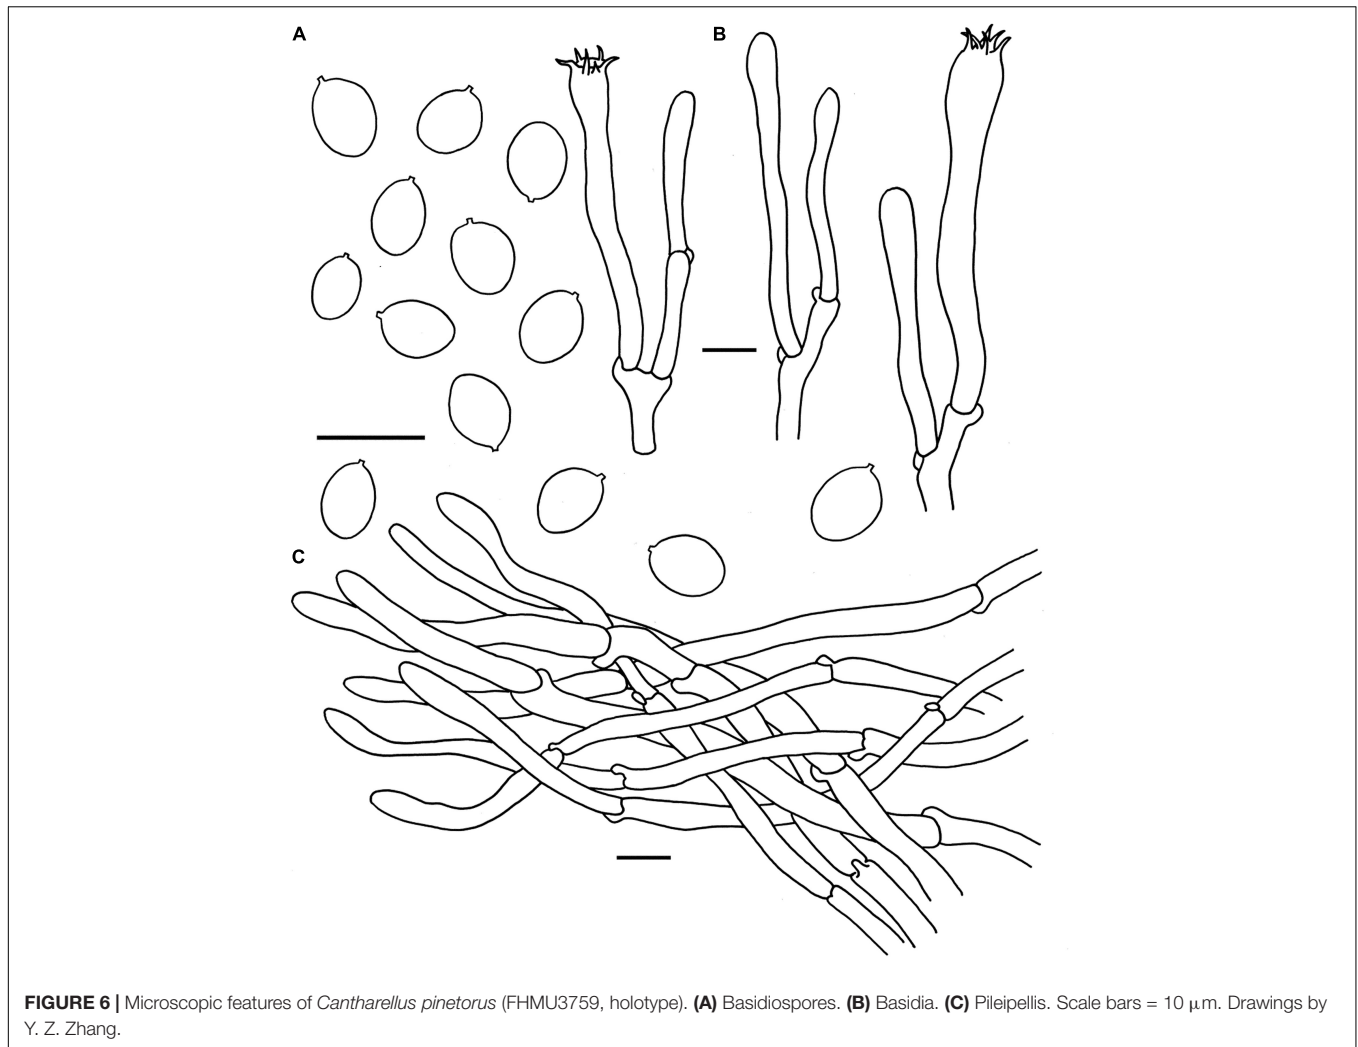 A
B
C
FIGURE 6 | Microscopic features of Cantharellus pinetorus (FHMU3759, holotype). (A) Basidiospores. (B) Basidia. (C) Pileipellis. Scale bars = 10 μm. Drawings by
Y. Z. Zhang.